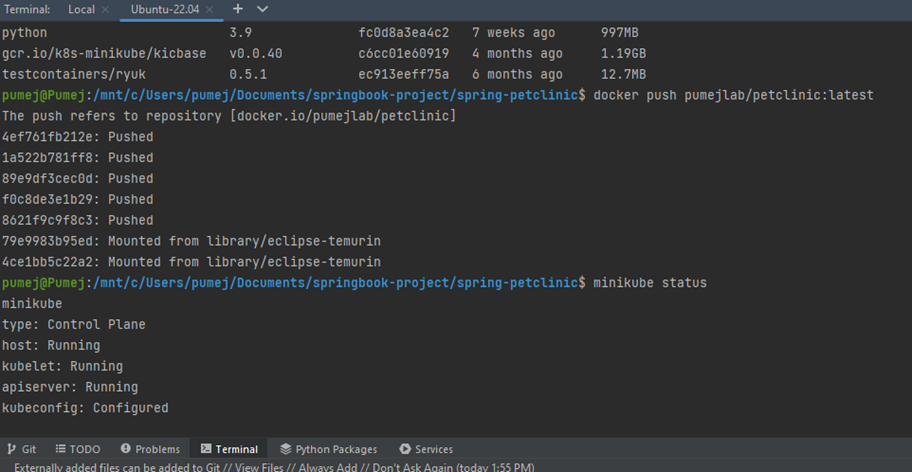 Terminal: Local × Ubuntu-22.04 × +
python 3.9 fc0d8a3ea4c2 7 weeks ago 997MB
gcr.io/k8s-minikube/kicbase v0.0.40 c6cc01e60919 4 months ago 1.19GB
testcontainers/ryuk 0.5.1 ec913eeff75a 6 months ago 12.7MB
pumej@Pumej:/mnt/c/Users/pumej/Documents/springbook-project/spring-petclinic$ docker push pumejlab/petclinic:latest
The push refers to repository [docker.io/pumejlab/petclinic]
4ef761fb212e: Pushed
1a522b781ff8: Pushed
89e9df3cec0d: Pushed
f0c8de3e1b29: Pushed
8621f9c9f8c3: Pushed
79e9983b95ed: Mounted from library/eclipse-temurin
4ce1bb5c22a2: Mounted from library/eclipse-temurin
pumej@Pumej:/mnt/c/Users/pumej/Documents/springbook-project/spring-petclinic$ minikube status
minikube
type: Control Plane
host: Running
kubelet: Running
apiserver: Running
kubeconfig: Configured
Git TODO Problems Terminal Python Packages Services
Externally added files can be added to Git // View Files // Always Add // Don't Ask Again (today 1:55 PM)